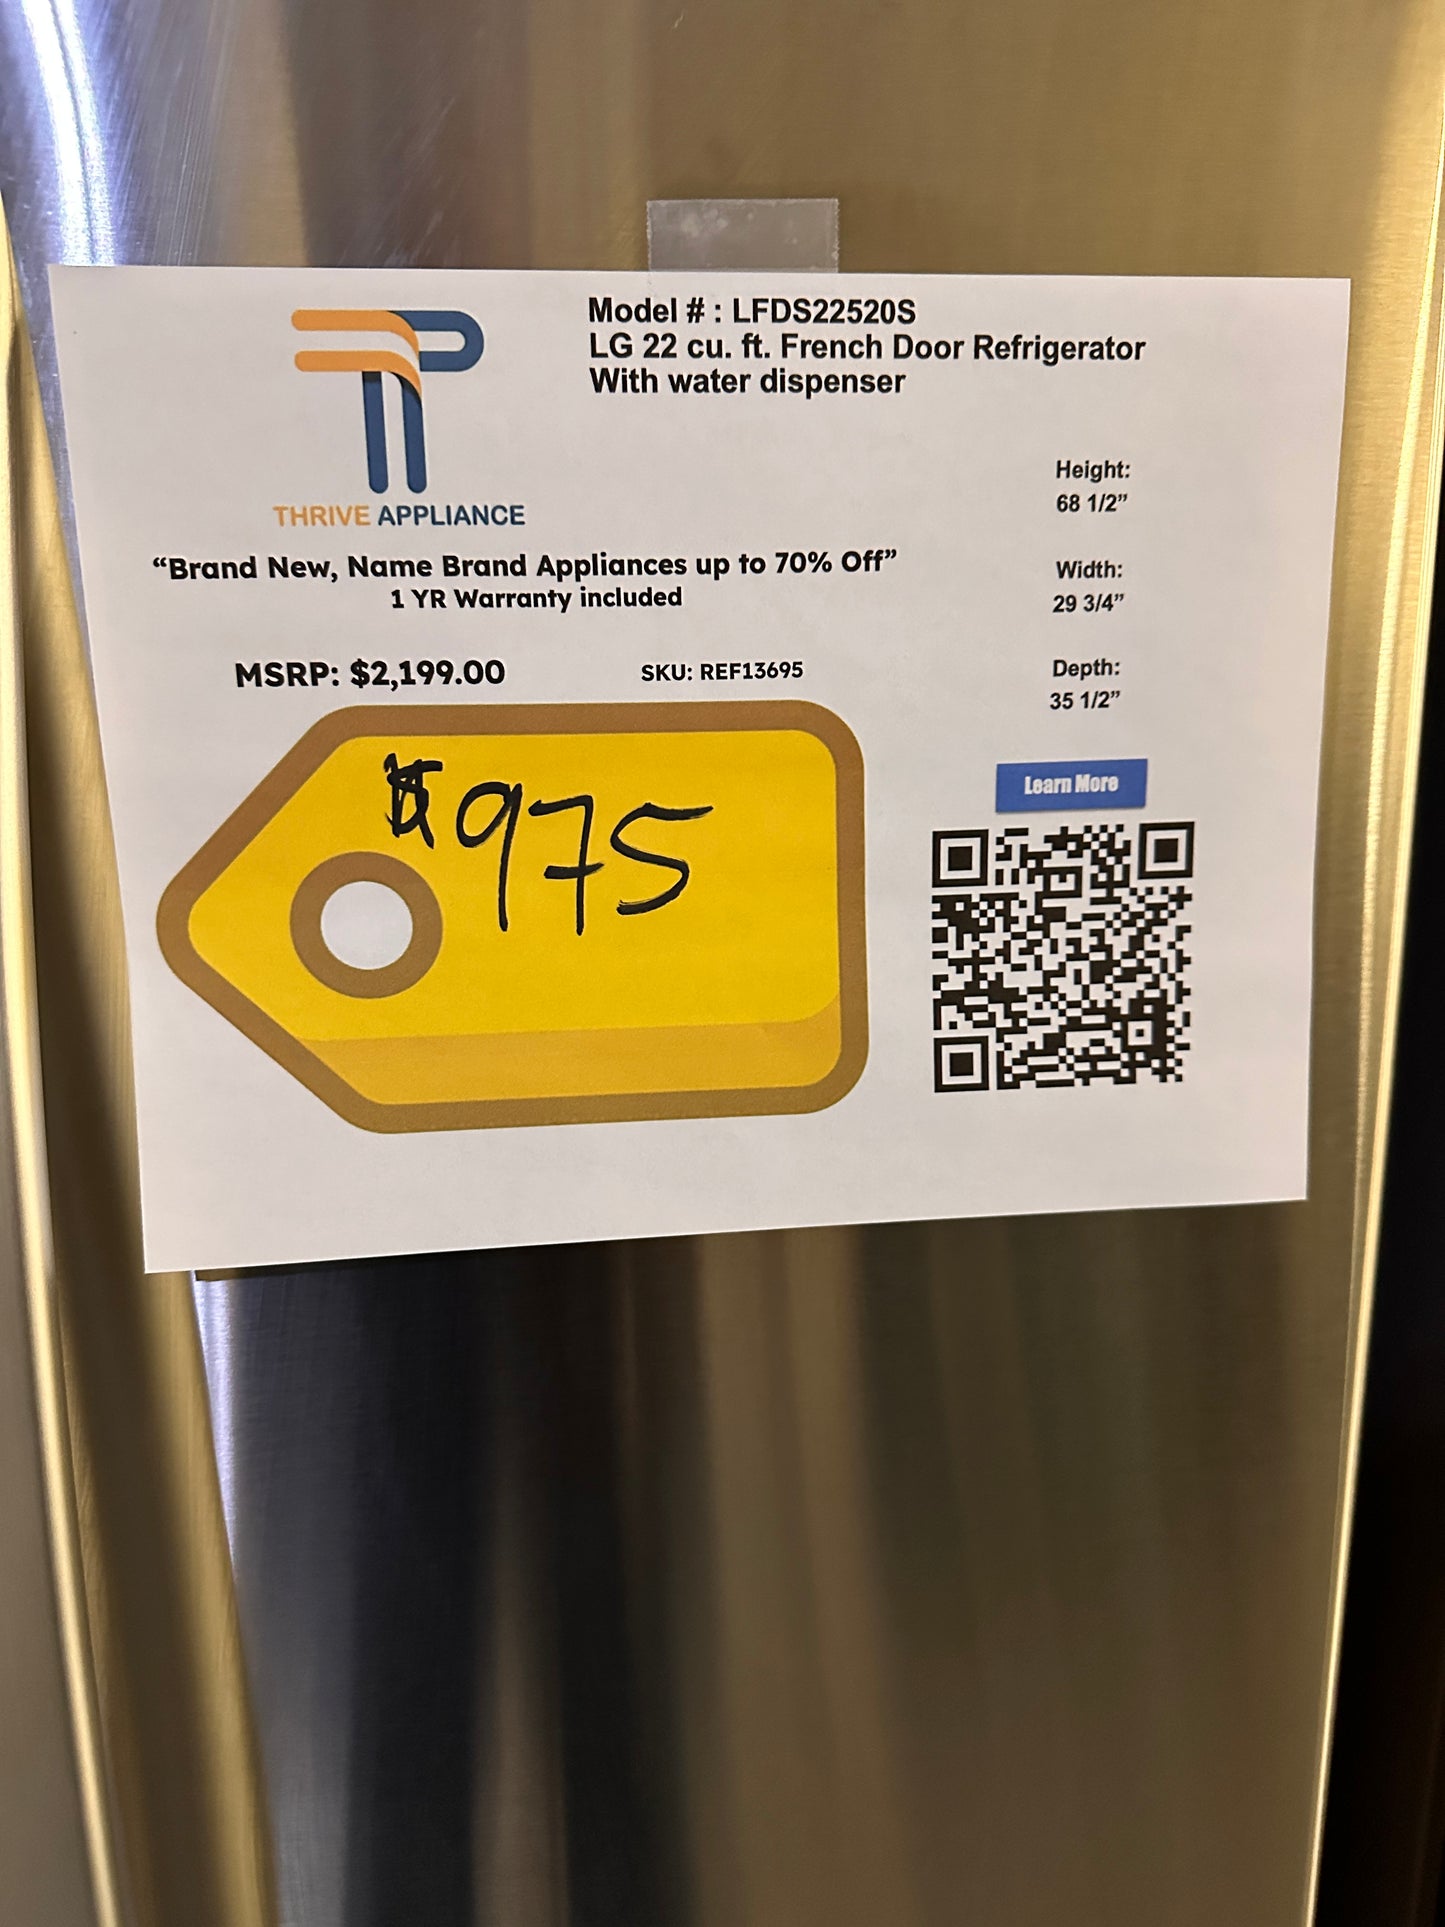 Model # : LFDS22520S
LG 22 cu. ft. French Door Refrigerator
With water dispenser
THRIVE APPLIANCE
“Brand New, Name Brand Appliances up to 70% Off”
1 YR Warranty included
MSRP: $2,199.00
SKU: REF13695
Height:
68 1/2”
Width:
29 3/4”
Depth:
35 1/2”
Learn More
$975